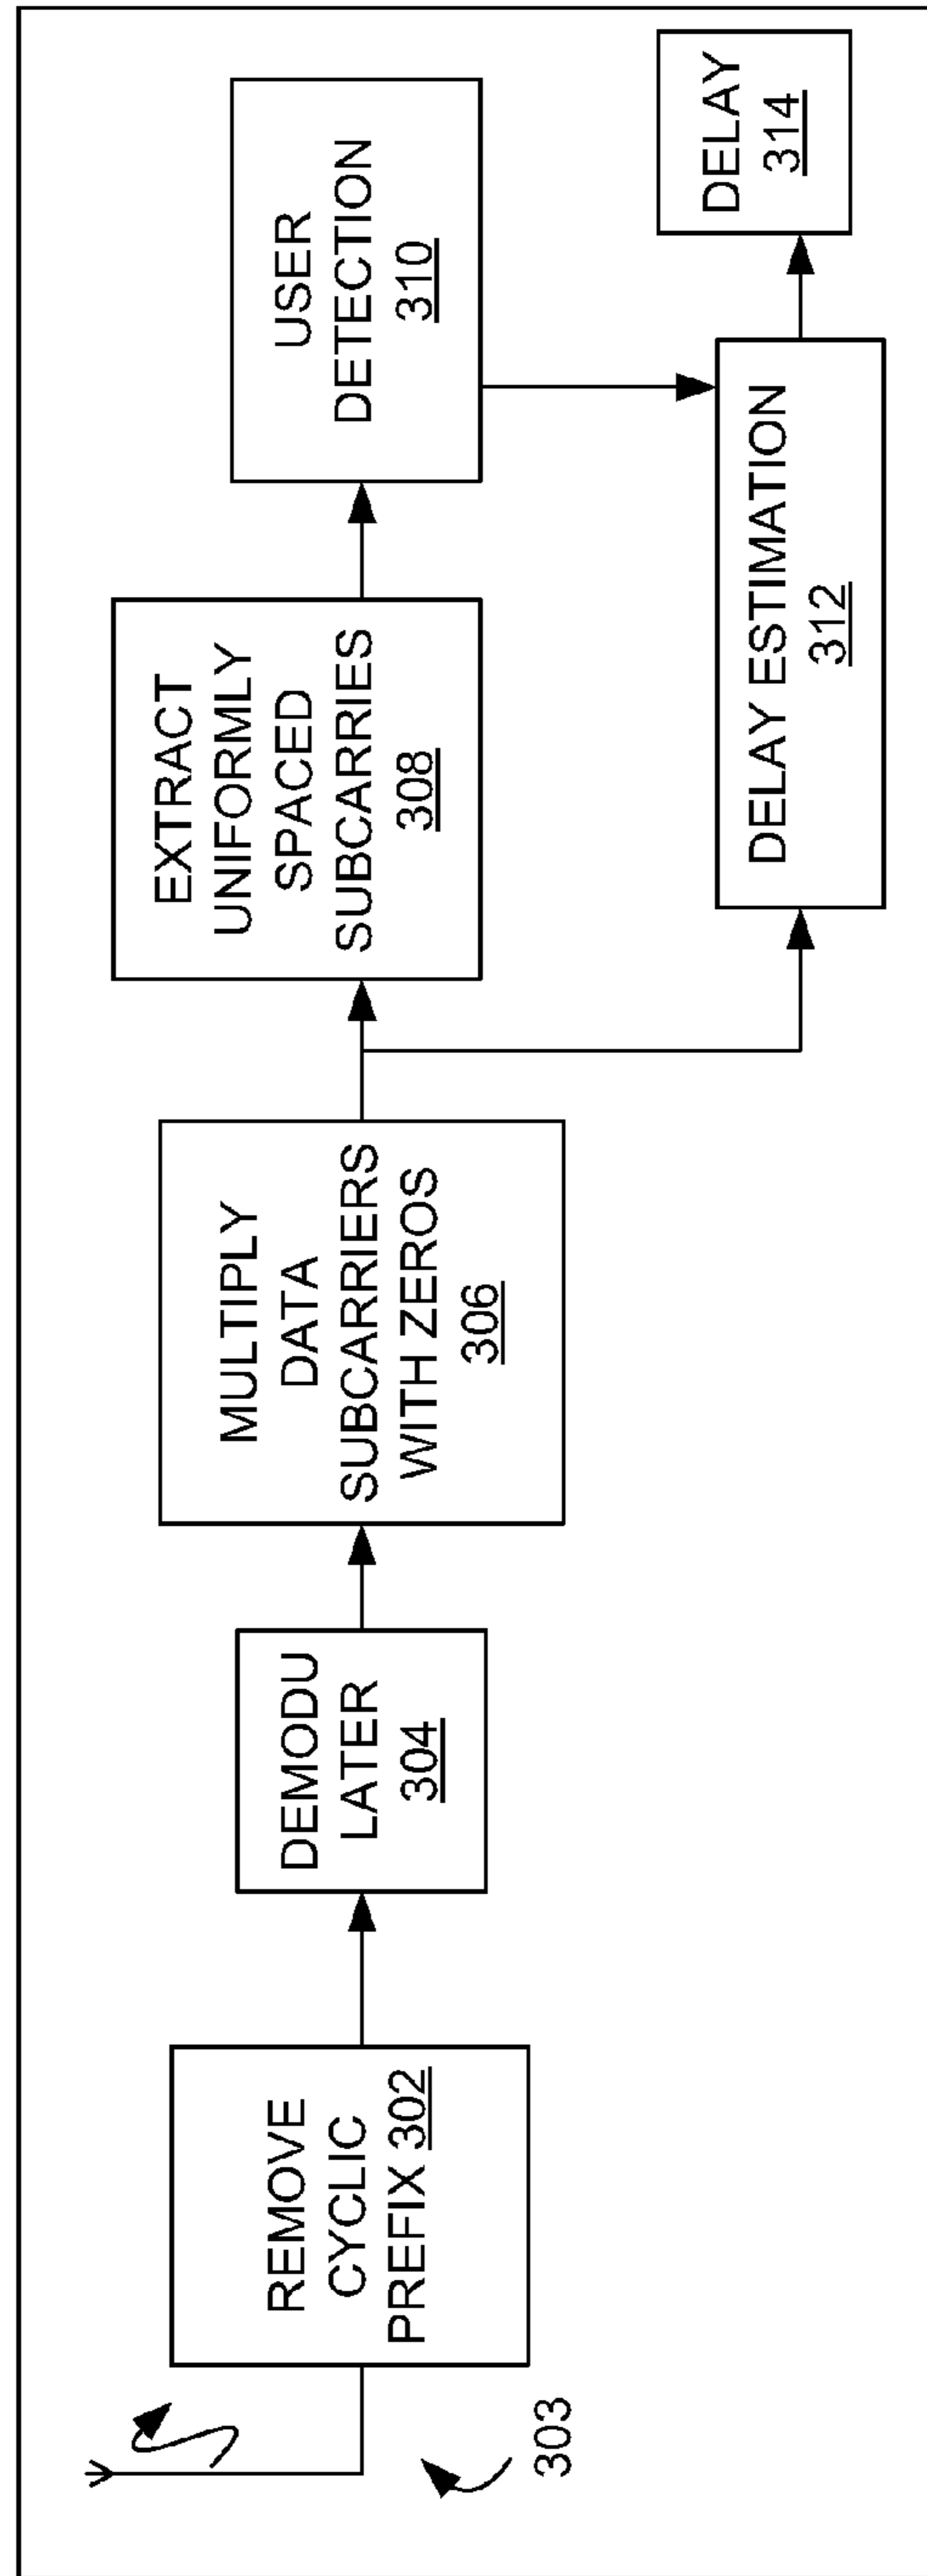 303
REMOVE
CYCLIC
PREFIX 302
DEMODU
LATER
304
MULTIPLY
DATA
SUBCARRIERS
WITH ZEROS
306
EXTRACT
UNIFORMLY
SPACED
SUBCARRIES
308
USER
DETECTION
310
DELAY ESTIMATION
312
DELAY
314